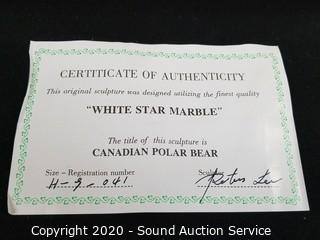 CERTIFICATE OF AUTHENTICITY
This original sculpture was designed utilizing the finest quality
"WHITE STAR MARBLE"
The title of this sculpture is
CANADIAN POLAR BEAR
Size - Registration number
H-9-041
Copyright 2020 - Sound Auction Service